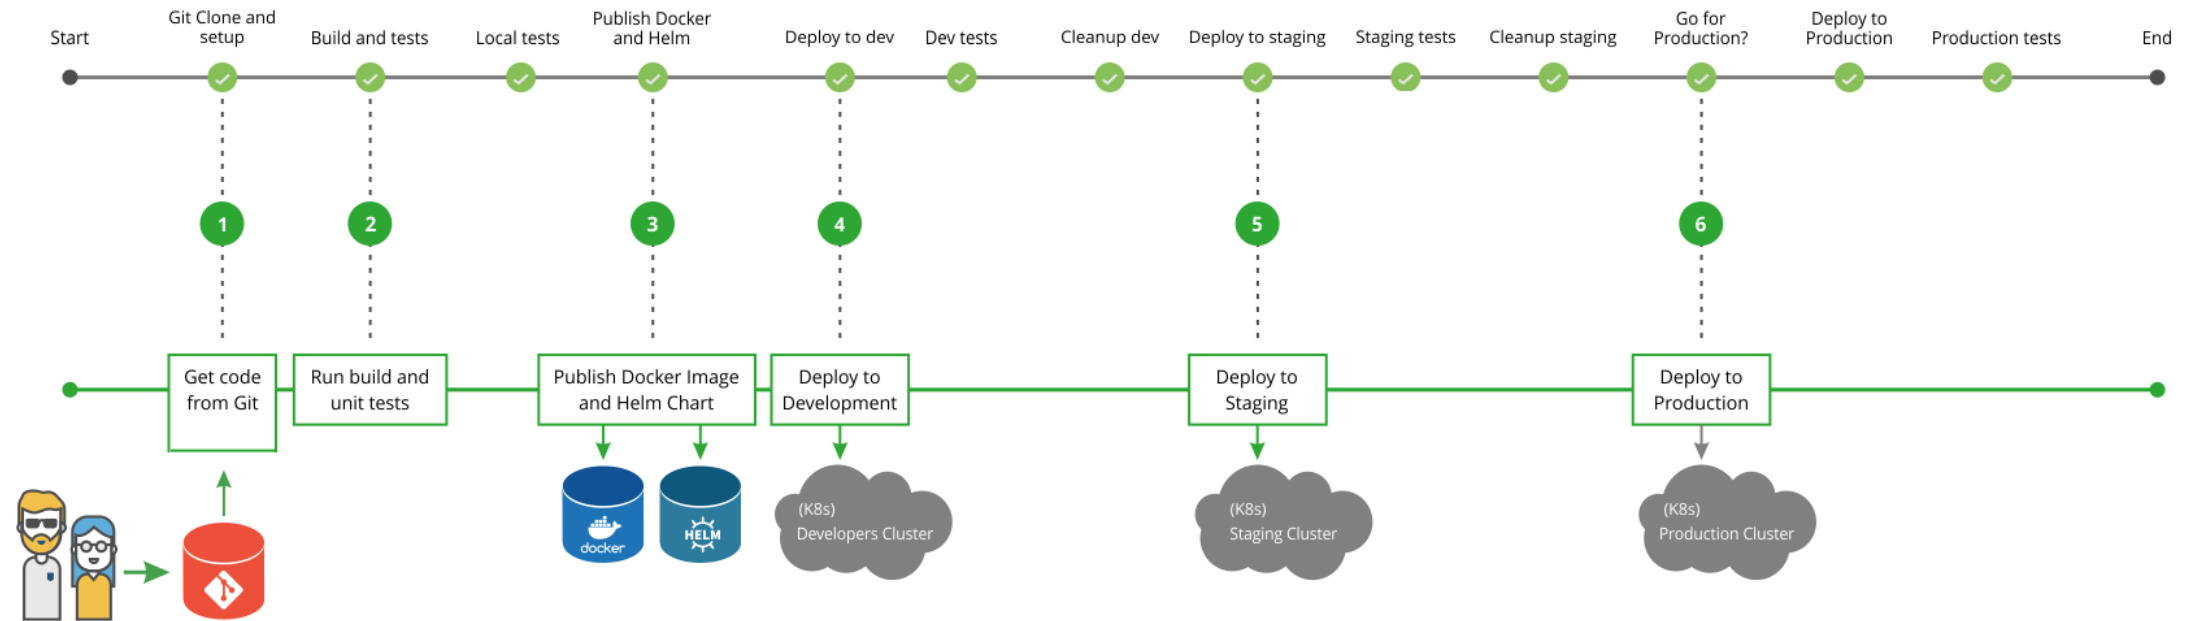 Start
Git Clone and
setup
Build and tests
Local tests
Publish Docker
and Helm
Deploy to dev
Dev tests
Cleanup dev
Deploy to staging
Staging tests
Cleanup staging
Go for
Production?
Deploy to
Production
Production tests
End
1
2
3
4
5
6
Get code
from Git
Run build and
unit tests
Publish Docker Image
and Helm Chart
Deploy to
Development
Deploy to
Staging
Deploy to
Production
docker
HELM
(K8s)
Developers Cluster
(K8s)
Staging Cluster
(K8s)
Production Cluster